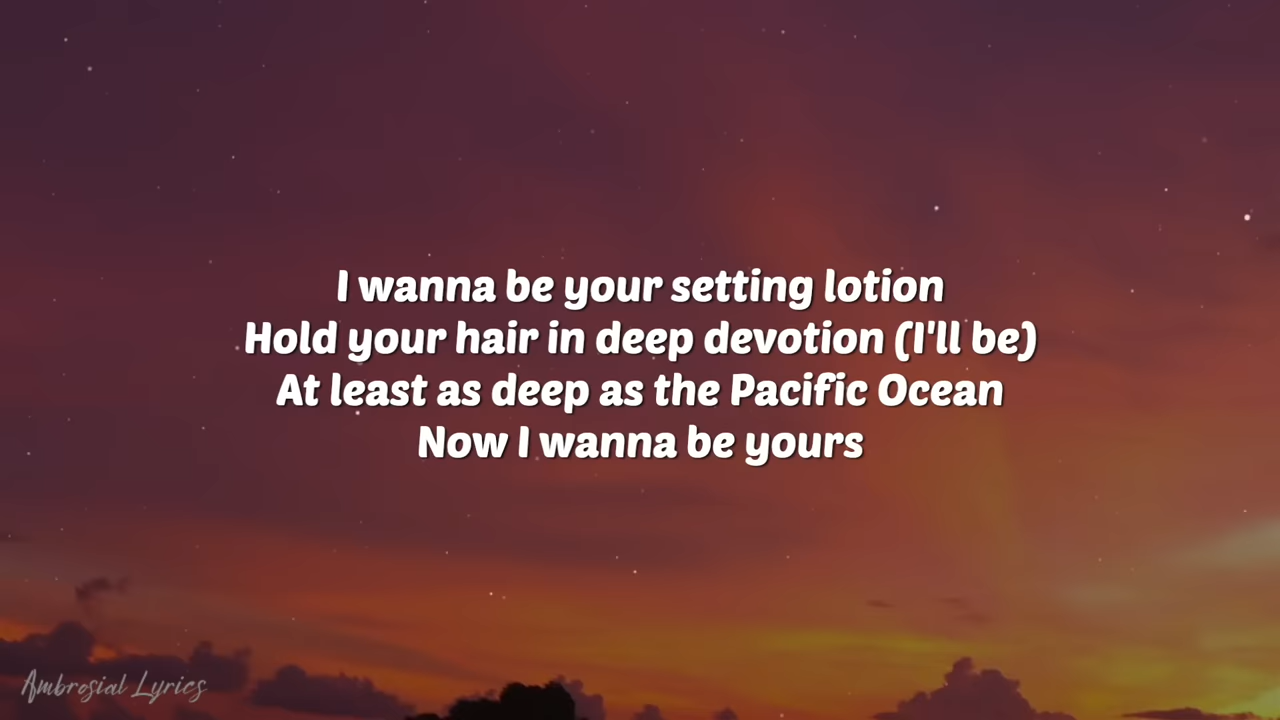 I wanna be your setting lotion
Hold your hair in deep devotion (I'll be)
At least as deep as the Pacific Ocean
Now I wanna be yours
Ambrosial Lyrics